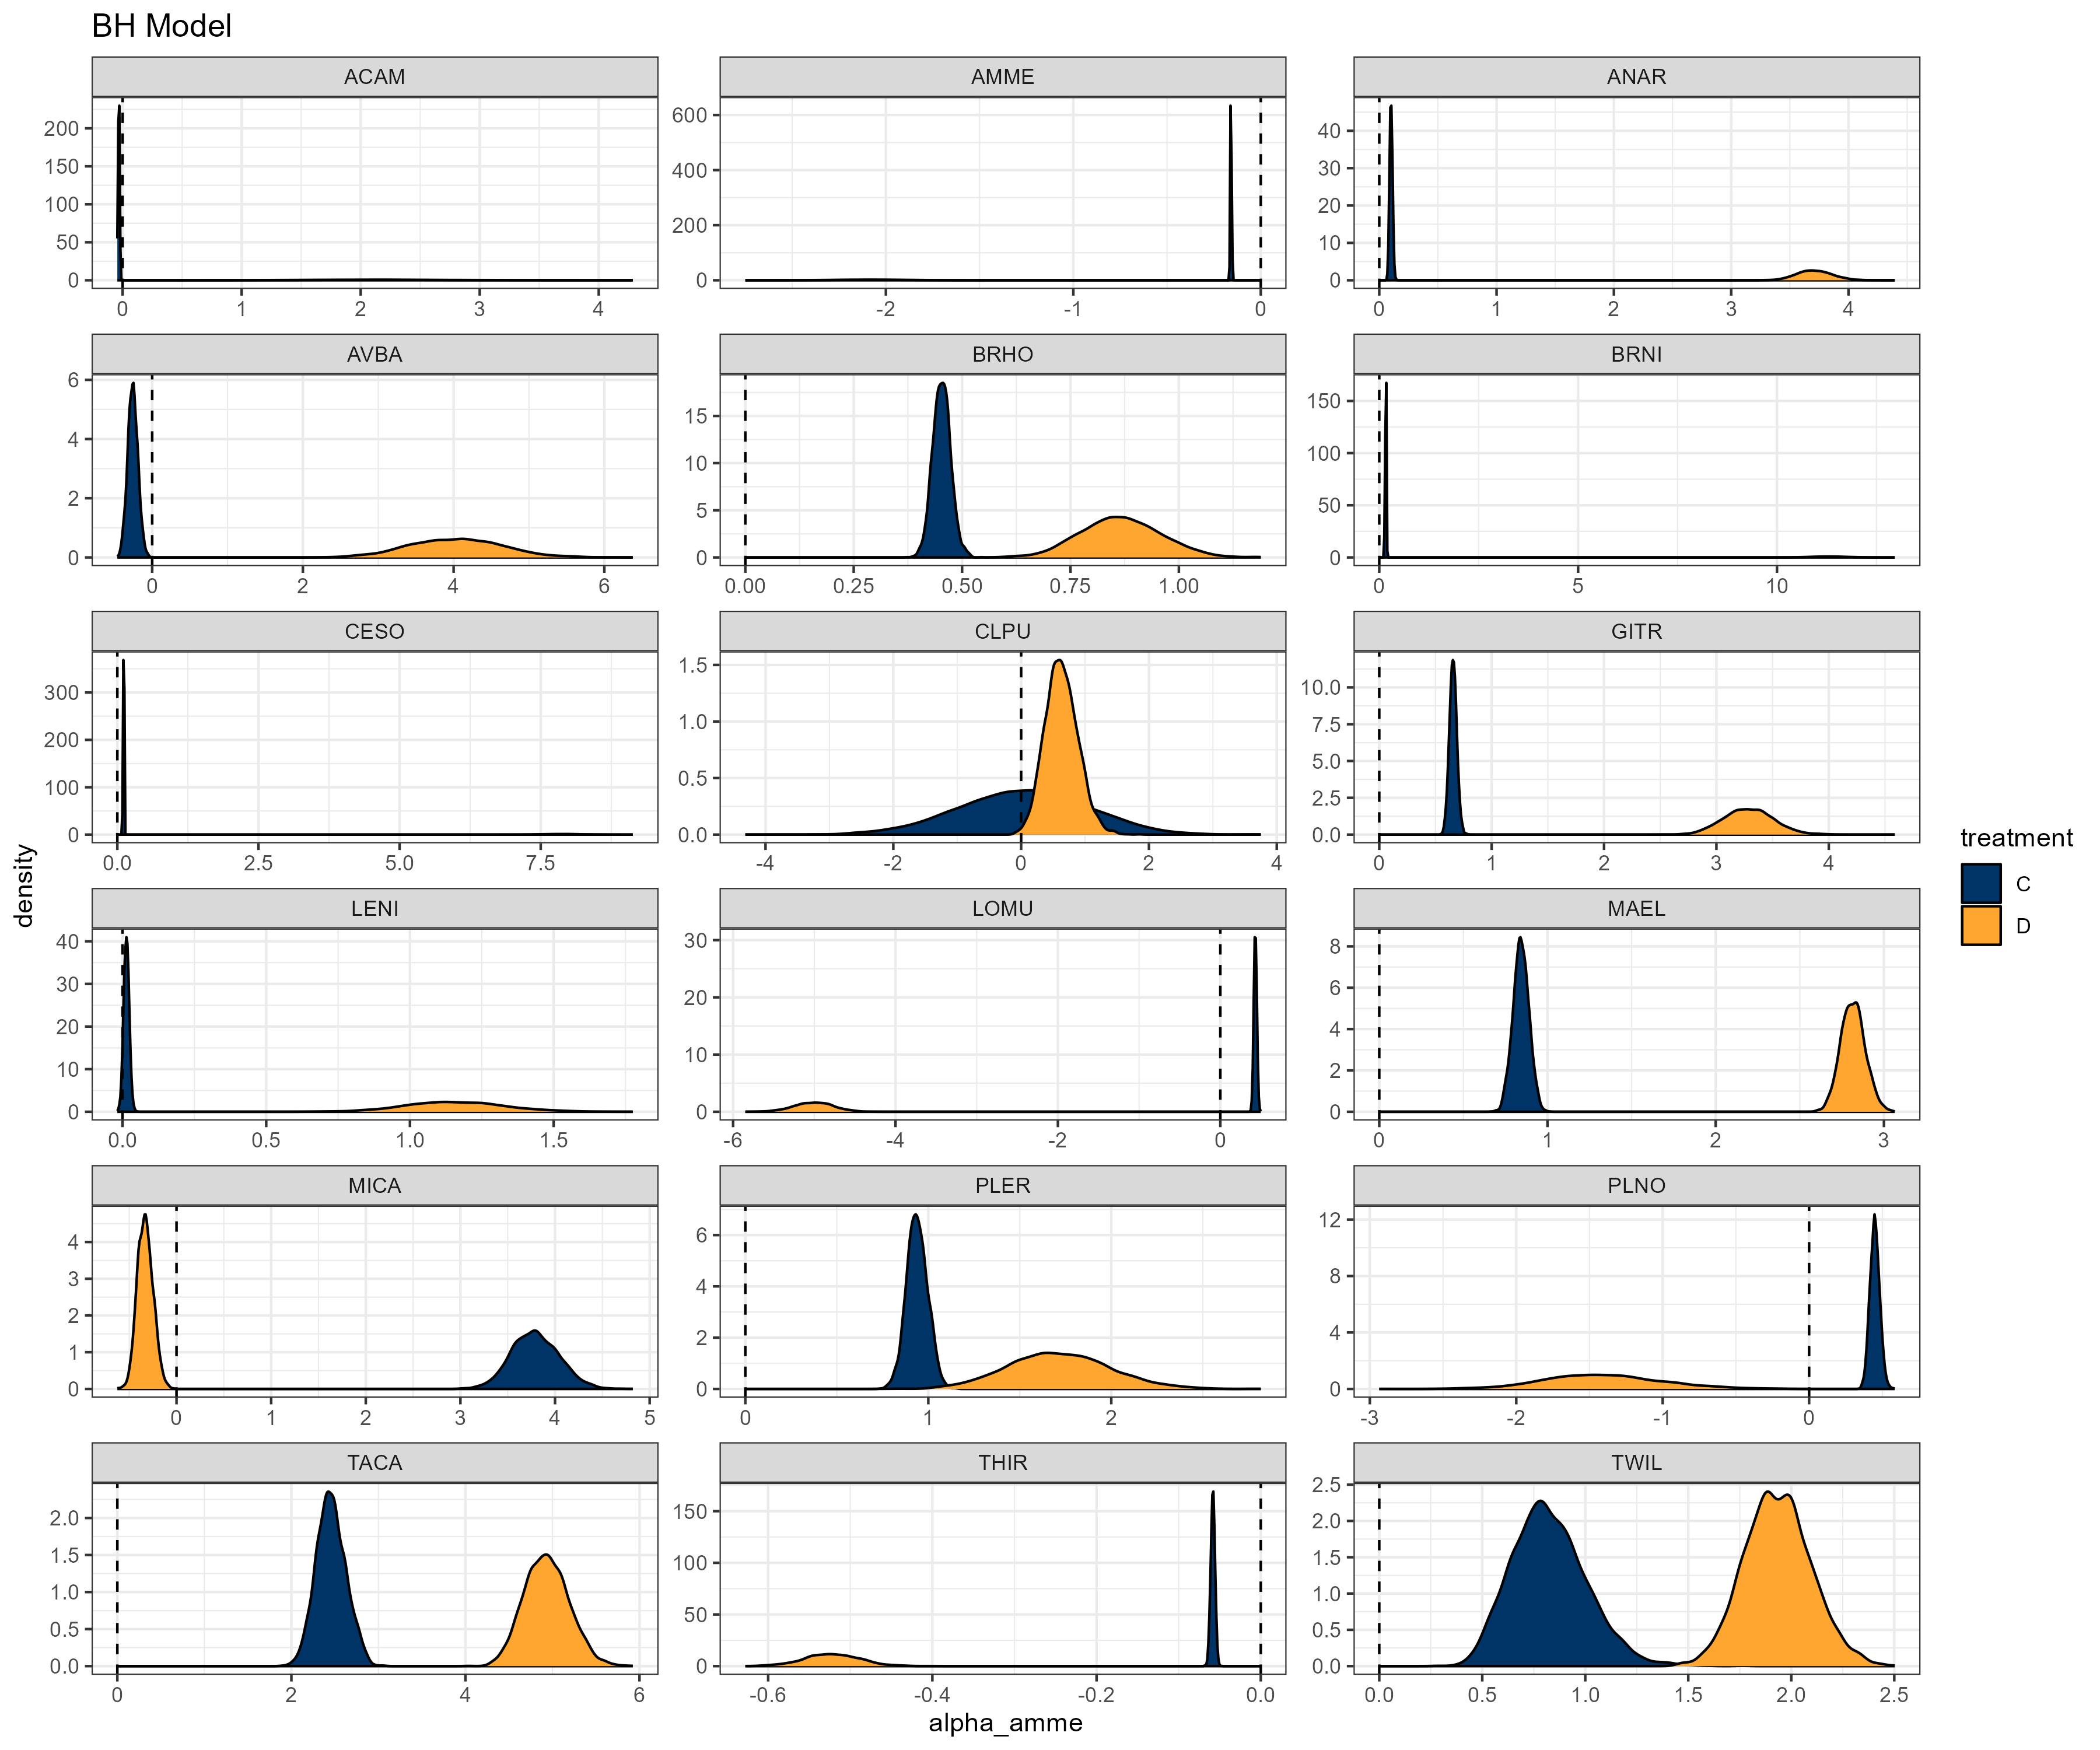 BH Model
ACAM AMME ANAR
200 150 100 50 0
0 1 2 3 4
600 400 200 0
-2 -1 0
40 30 20 10 0
0 1 2 3 4
AVBA BRHO BRNI
6 4 2 0
0 2 4 6
15 10 5 0
0.00 0.25 0.50 0.75 1.00
150 100 50 0
0 5 10
CESO CLPU GITR
300 200 100 0
0.0 2.5 5.0 7.5
1.5 1.0 0.5 0.0
-4 -2 0 2 4
10.0 7.5 5.0 2.5 0.0
0 1 2 3 4
LENI LOMU MAEL
40 30 20 10 0
0.0 0.5 1.0 1.5
30 20 10 0
-6 -4 -2 0
8 6 4 2 0
0 1 2 3
MICA PLER PLNO
4 3 2 1 0
0 1 2 3 4 5
6 4 2 0
0 1 2
12 8 4 0
-3 -2 -1 0
TACA THIR TWIL
2.0 1.5 1.0 0.5 0.0
0 2 4 6
150 100 50 0
-0.6 -0.4 -0.2 0.0
2.5 2.0 1.5 1.0 0.5 0.0
0.0 0.5 1.0 1.5 2.0 2.5
density
alpha_amme
treatment
C
D